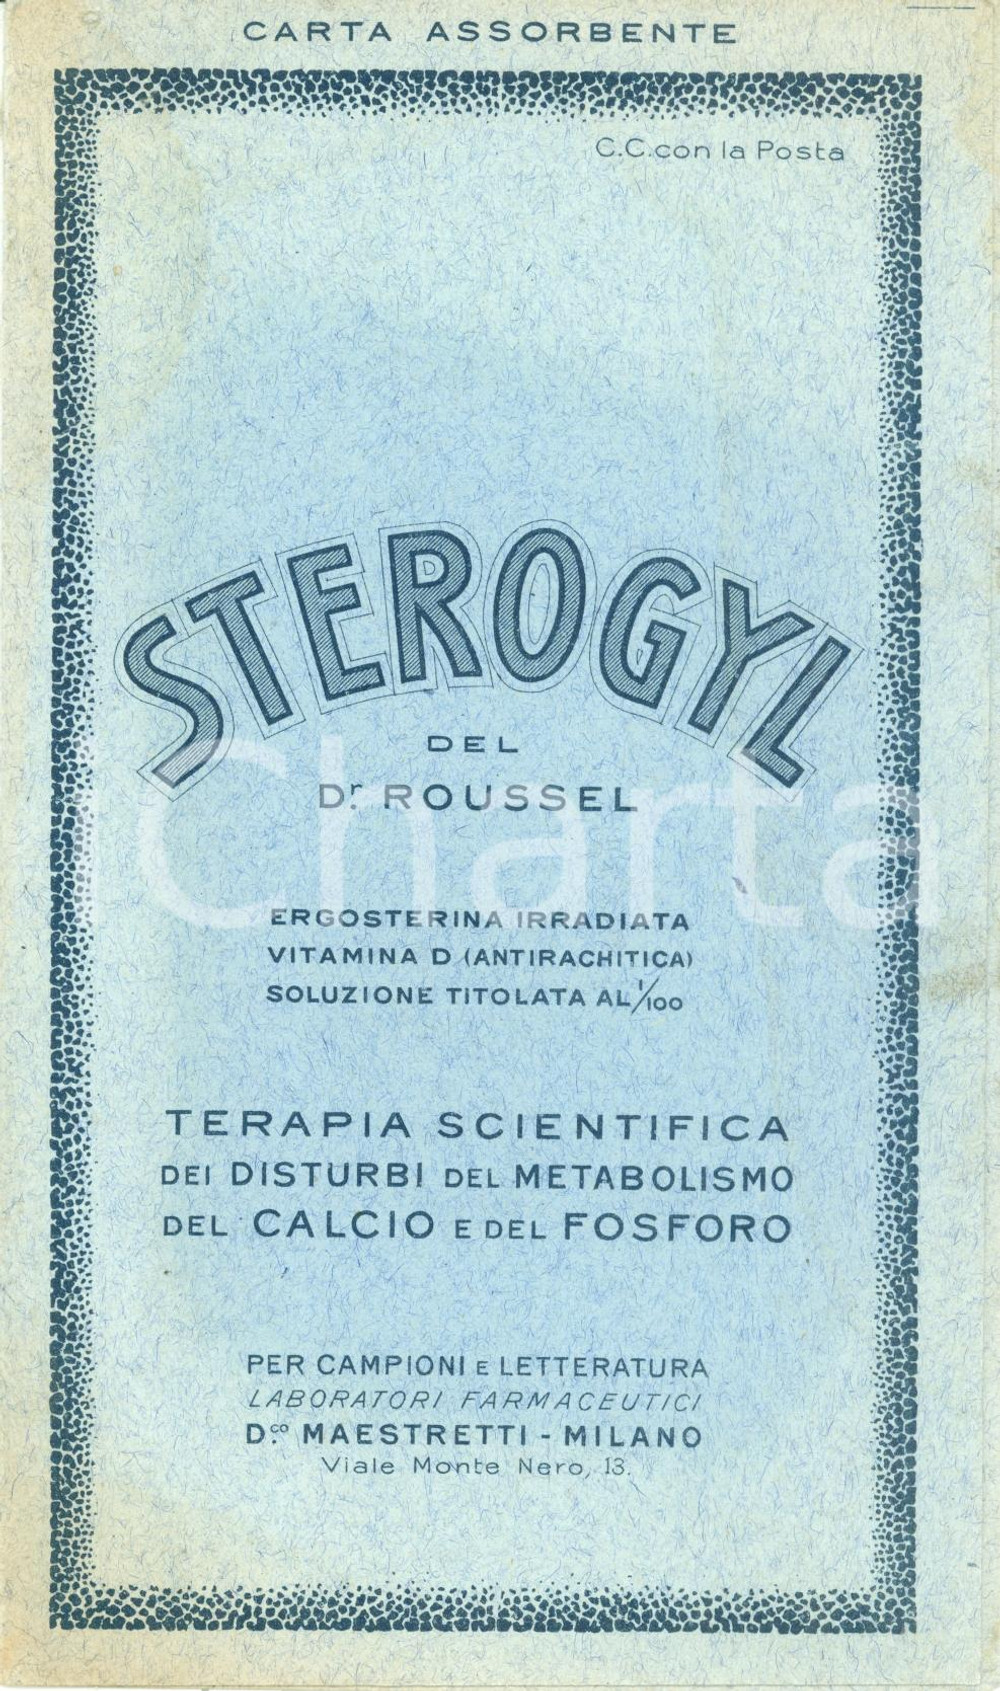 CARTA ASSORBENTE
C.C. con la Posta
STEROGYL
DEL
Dr. ROUSSEL
Charta
ERGOSTERINA IRRADIATA
VITAMINA D (ANTIRACHITICA)
SOLUZIONE TITOLATA AL 1/100
TERAPIA SCIENTIFICA
DEI DISTURBI DEL METABOLISMO
DEL CALCIO E DEL FOSFORO
PER CAMPIONI E LETTERATURA
LABORATORI FARMACEUTICI
D.co MAESTRETTI - MILANO
Viale Monte Nero, 13.